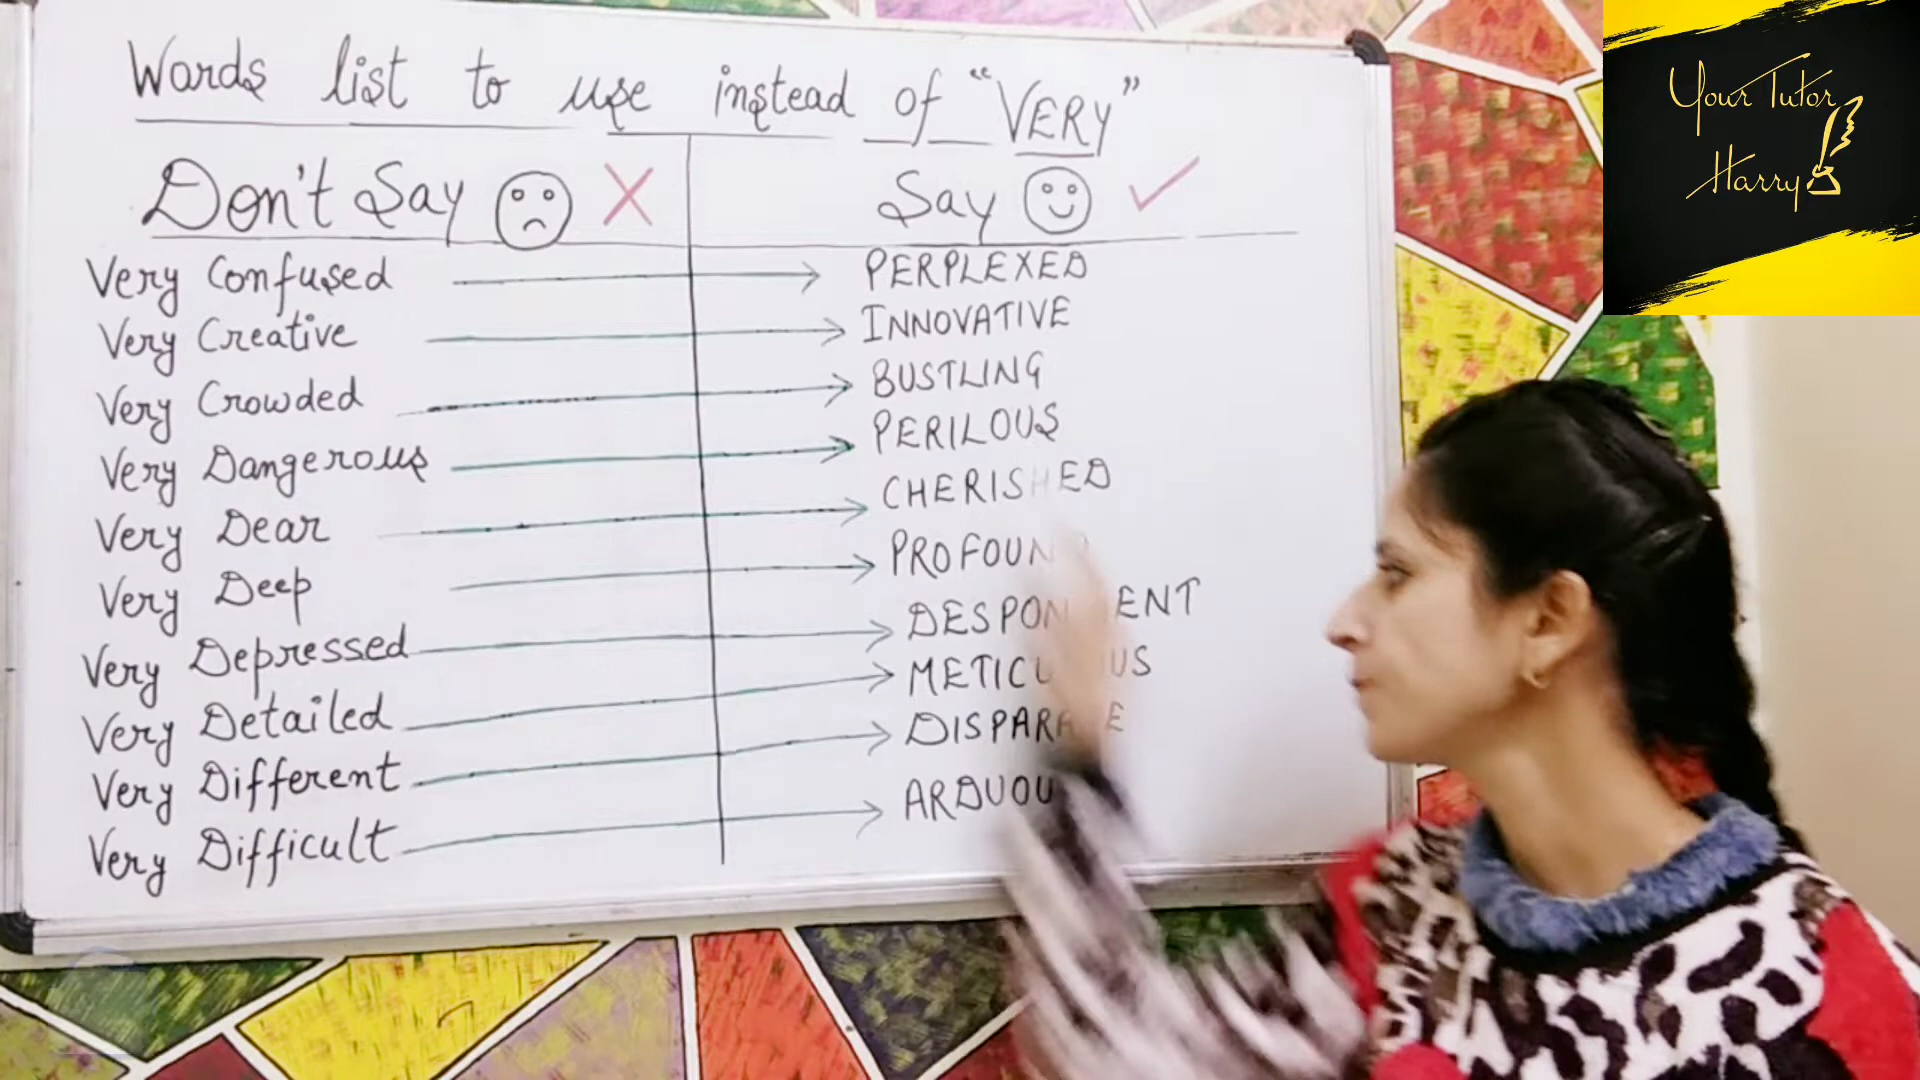 Words list to use instead of "VERY"
Don't Say Say
Very Confused PERPLEXED
Very Creative INNOVATIVE
Very Crowded BUSTLING
Very Dangerous PERILOUS
Very Dear CHERISHED
Very Deep
Very Depressed
Very Detailed
Very Different
Very Difficult
Your Tutor
Harry